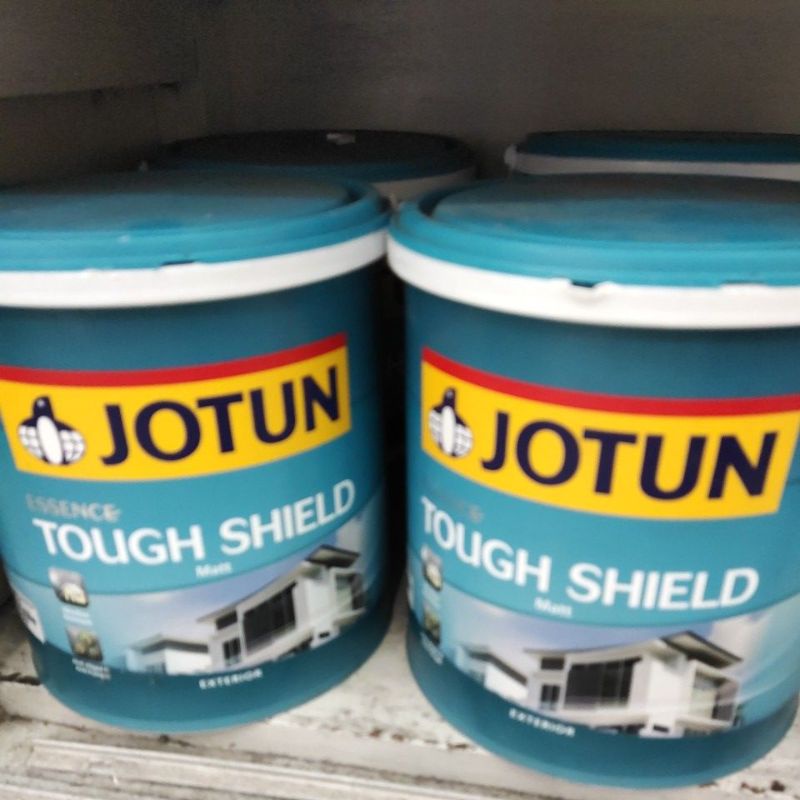 JOTUN
ESSENCE
TOUGH SHIELD
Matt
EXTERIOR
JOTUN
TOUGH SHIELD
Matt
EXTERIOR